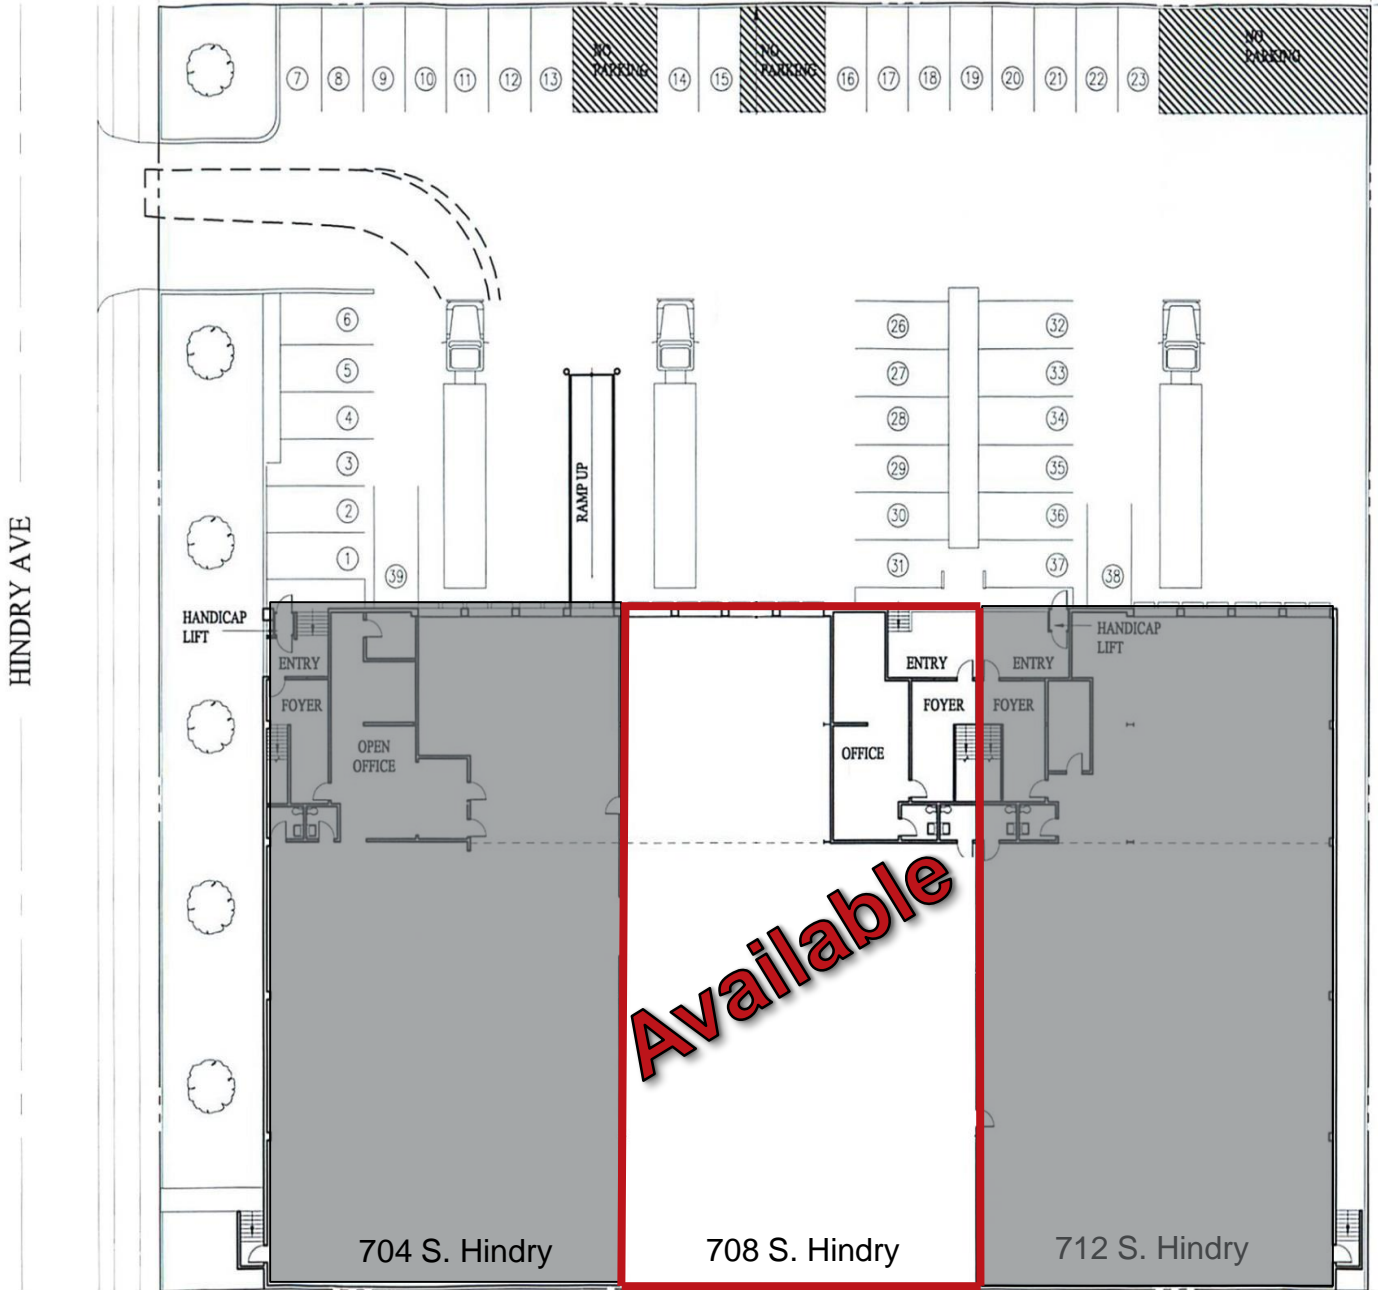 NO
PARKING
NO
PARKING
NO
PARKING
7
8
9
10
11
12
13
14
15
16
17
18
19
20
21
22
23
6
5
4
3
2
1
39
RAMP UP
26
27
28
29
30
31
32
33
34
35
36
37
38
HINDRY AVE
HANDICAP
LIFT
ENTRY
FOYER
OPEN
OFFICE
ENTRY
FOYER
OFFICE
ENTRY
FOYER
HANDICAP
LIFT
Available
704 S. Hindry
708 S. Hindry
712 S. Hindry